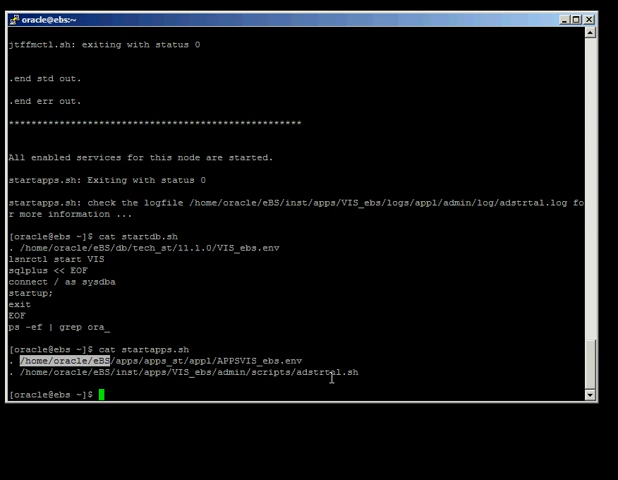 oracle@ebs:~
jtffmctl.sh: exiting with status 0
.end std out.
.end err out.
****************************************************
All enabled services for this node are started.
startapps.sh: Exiting with status 0
startapps.sh: check the logfile /home/oracle/eBS/inst/apps/VIS_ebs/logs/appl/admin/log/adstrtal.log fo
r more information ...
[oracle@ebs ~]$ cat startdb.sh
. /home/oracle/eBS/db/tech_st/11.1.0/VIS_ebs.env
lsnrctl start VIS
sqlplus << EOF
connect / as sysdba
startup;
exit
EOF
ps -ef | grep ora_
[oracle@ebs ~]$ cat startapps.sh
. /home/oracle/eBS/apps/apps_st/appl/APPSVIS_ebs.env
. /home/oracle/eBS/inst/apps/VIS_ebs/admin/scripts/adstrtal.sh
[oracle@ebs ~]$